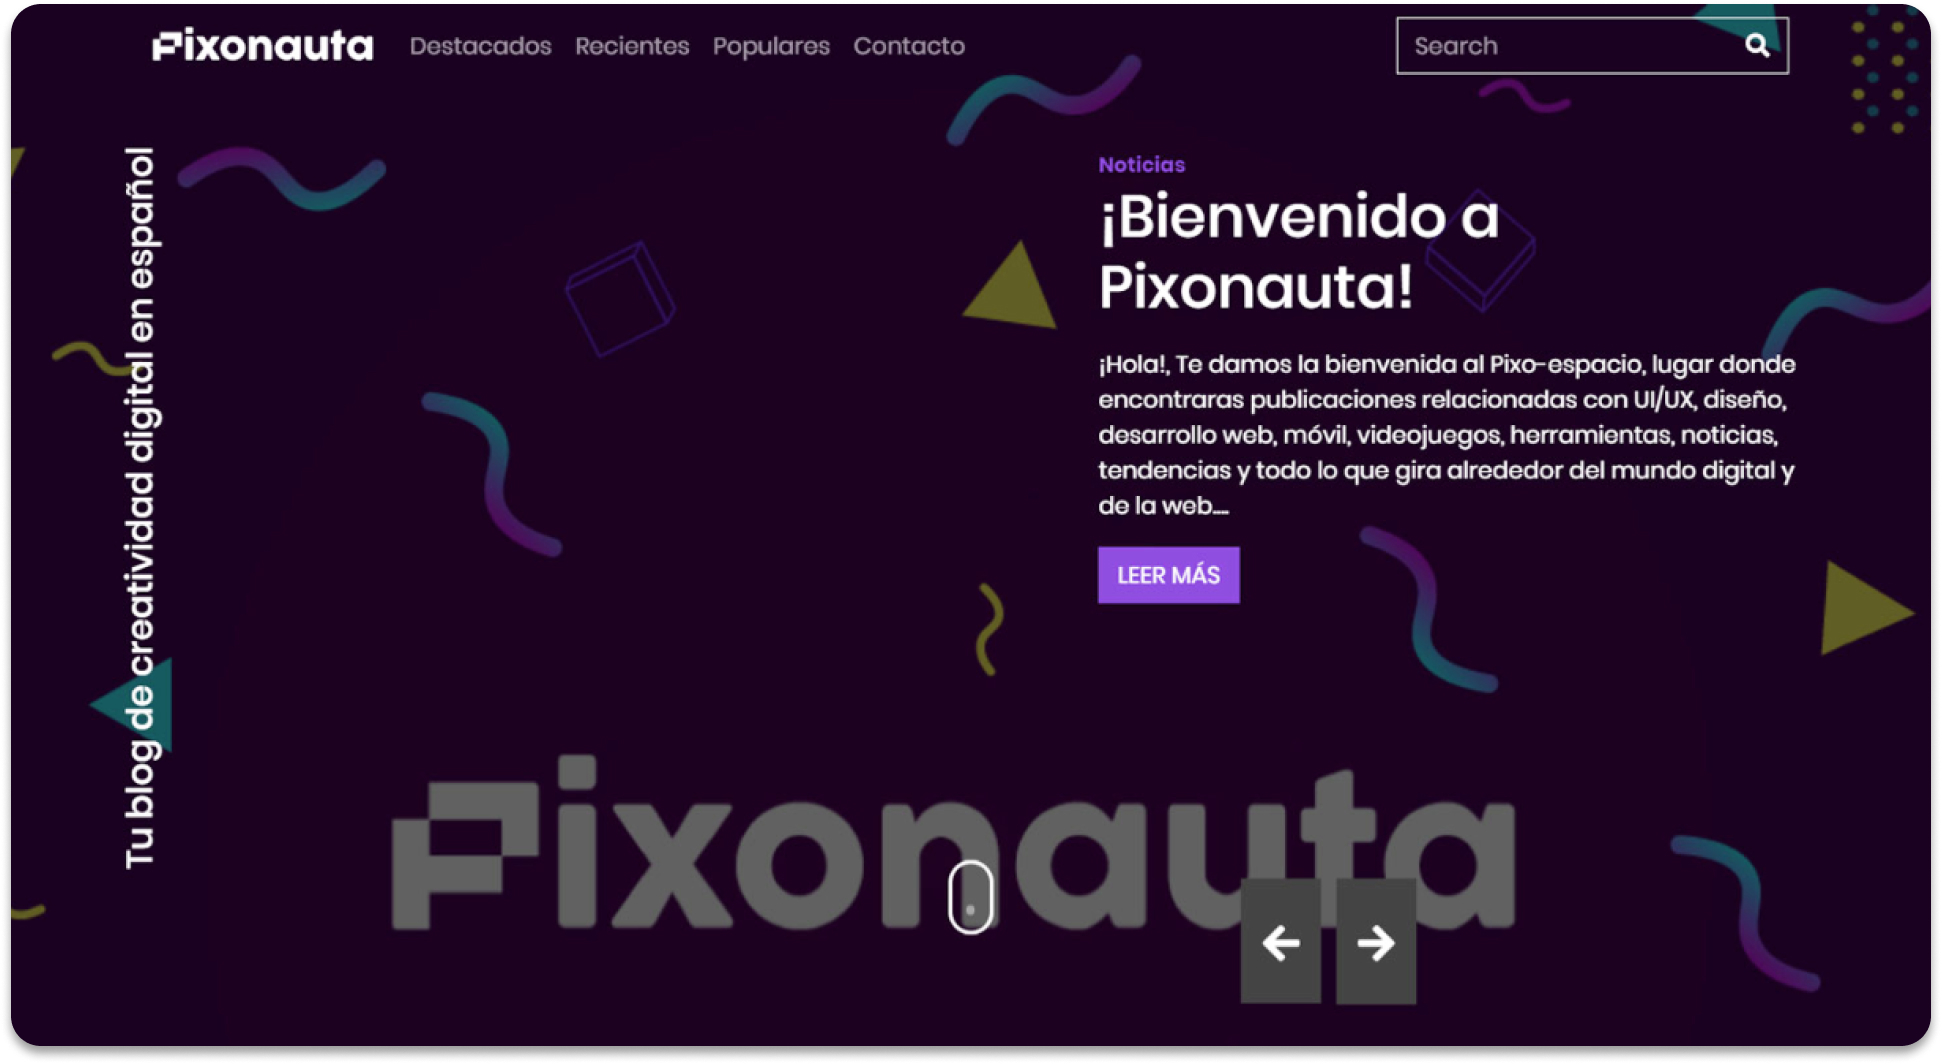 Pixonauta
Destacados Recientes Populares Contacto
Search
Tu blog de creatividad digital en español
Noticias
¡Bienvenido a
Pixonauta!
¡Hola!, Te damos la bienvenida al Pixo-espacio, lugar donde
encontraras publicaciones relacionadas con UI/UX, diseño,
desarrollo web, móvil, videojuegos, herramientas, noticias,
tendencias y todo lo que gira alrededor del mundo digital y
de la web....
LEER MÁS
Pixonauta